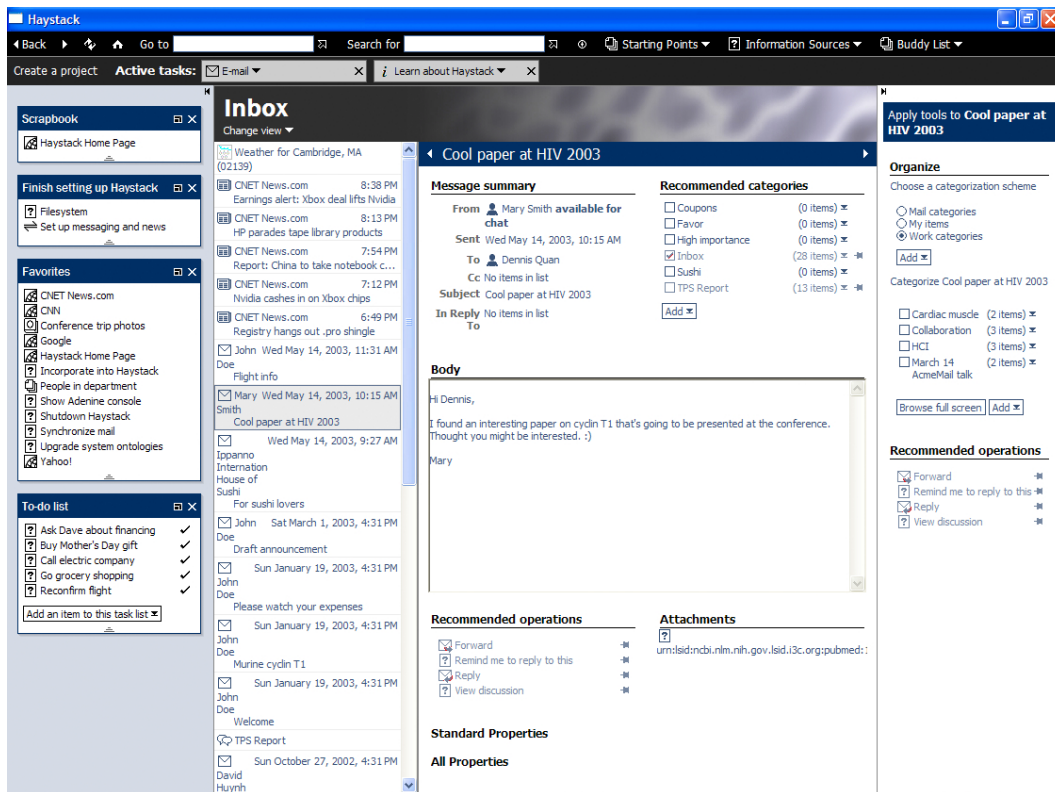 Haystack
Back
Go to
Search for
Starting Points
? Information Sources
Buddy List
Create a project
Active tasks:
E-mail
i Learn about Haystack
Scrapbook
Haystack Home Page
Finish setting up Haystack
? Filesystem
Set up messaging and news
Favorites
CNET News.com
CNN
Conference trip photos
Google
Haystack Home Page
? Incorporate into Haystack
People in department
? Show Adenine console
? Shutdown Haystack
? Synchronize mail
? Upgrade system ontologies
Yahoo!
To-do list
? Ask Dave about financing
? Buy Mother's Day gift
? Call electric company
? Go grocery shopping
? Reconfirm flight
Add an item to this task list
Inbox
Change view
Weather for Cambridge, MA
(02139)
CNET News.com 8:38 PM
Earnings alert: Xbox deal lifts Nvidia
CNET News.com 8:13 PM
HP parades tape library products
CNET News.com 7:54 PM
Report: China to take notebook c...
CNET News.com 7:12 PM
Nvidia cashes in on Xbox chips
CNET News.com 6:49 PM
Registry hangs out .pro shingle
John Wed May 14, 2003, 11:31 AM
Doe
Flight info
Mary Wed May 14, 2003, 10:15 AM
Smith
Cool paper at HIV 2003
Wed May 14, 2003, 9:27 AM
Ippanno
Internation
House of
Sushi
For sushi lovers
John Sat March 1, 2003, 4:31 PM
Doe
Draft announcement
Sun January 19, 2003, 4:31 PM
John
Doe
Please watch your expenses
Sun January 19, 2003, 4:31 PM
John
Doe
Murine cyclin T1
Sun January 19, 2003, 4:31 PM
John
Doe
Welcome
TPS Report
Sun October 27, 2002, 4:31 PM
David
Huynh
Cool paper at HIV 2003
Message summary
From Mary Smith available for
chat
Sent Wed May 14, 2003, 10:15 AM
To Dennis Quan
Cc No items in list
Subject Cool paper at HIV 2003
In Reply No items in list
To
Recommended categories
Coupons (0 items)
Favor (0 items)
High importance (0 items)
Inbox (28 items)
Sushi (0 items)
TPS Report (13 items)
Add
Body
Hi Dennis,
I found an interesting paper on cyclin T1 that's going to be presented at the conference.
Thought you might be interested. :)
Mary
Recommended operations
Forward
? Remind me to reply to this
Reply
? View discussion
Attachments
?
urn:lsid:ncbi.nlm.nih.gov.lsid.i3c.org:pubmed:
Standard Properties
All Properties
Apply tools to Cool paper at
HIV 2003
Organize
Choose a categorization scheme
Mail categories
My items
Work categories
Add
Categorize Cool paper at HIV 2003
Cardiac muscle (2 items)
Collaboration (3 items)
HCI (3 items)
March 14 (2 items)
AcmeMail talk
Browse full screen Add
Recommended operations
Forward
? Remind me to reply to this
Reply
? View discussion